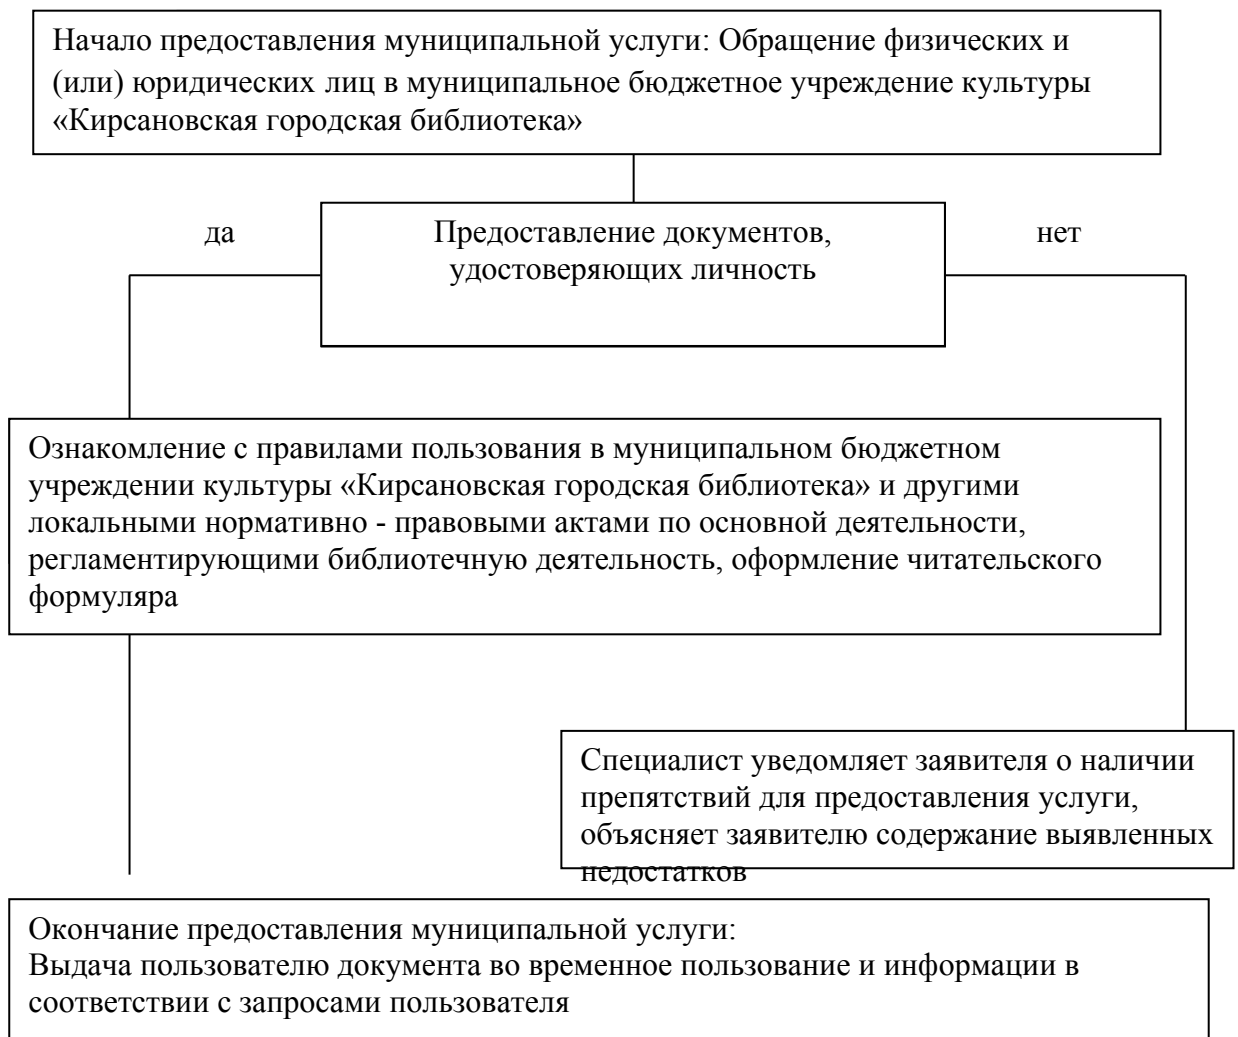 Начало предоставления муниципальной услуги: Обращение физических и
(или) юридических лиц в муниципальное бюджетное учреждение культуры
«Кирсановская городская библиотека»
да
Предоставление документов,
удостоверяющих личность
нет
Ознакомление с правилами пользования в муниципальном бюджетном
учреждении культуры «Кирсановская городская библиотека» и другими
локальными нормативно - правовыми актами по основной деятельности,
регламентирующими библиотечную деятельность, оформление читательского
формуляра
Специалист уведомляет заявителя о наличии
препятствий для предоставления услуги,
объясняет заявителю содержание выявленных
недостатков
Окончание предоставления муниципальной услуги:
Выдача пользователю документа во временное пользование и информации в
соответствии с запросами пользователя